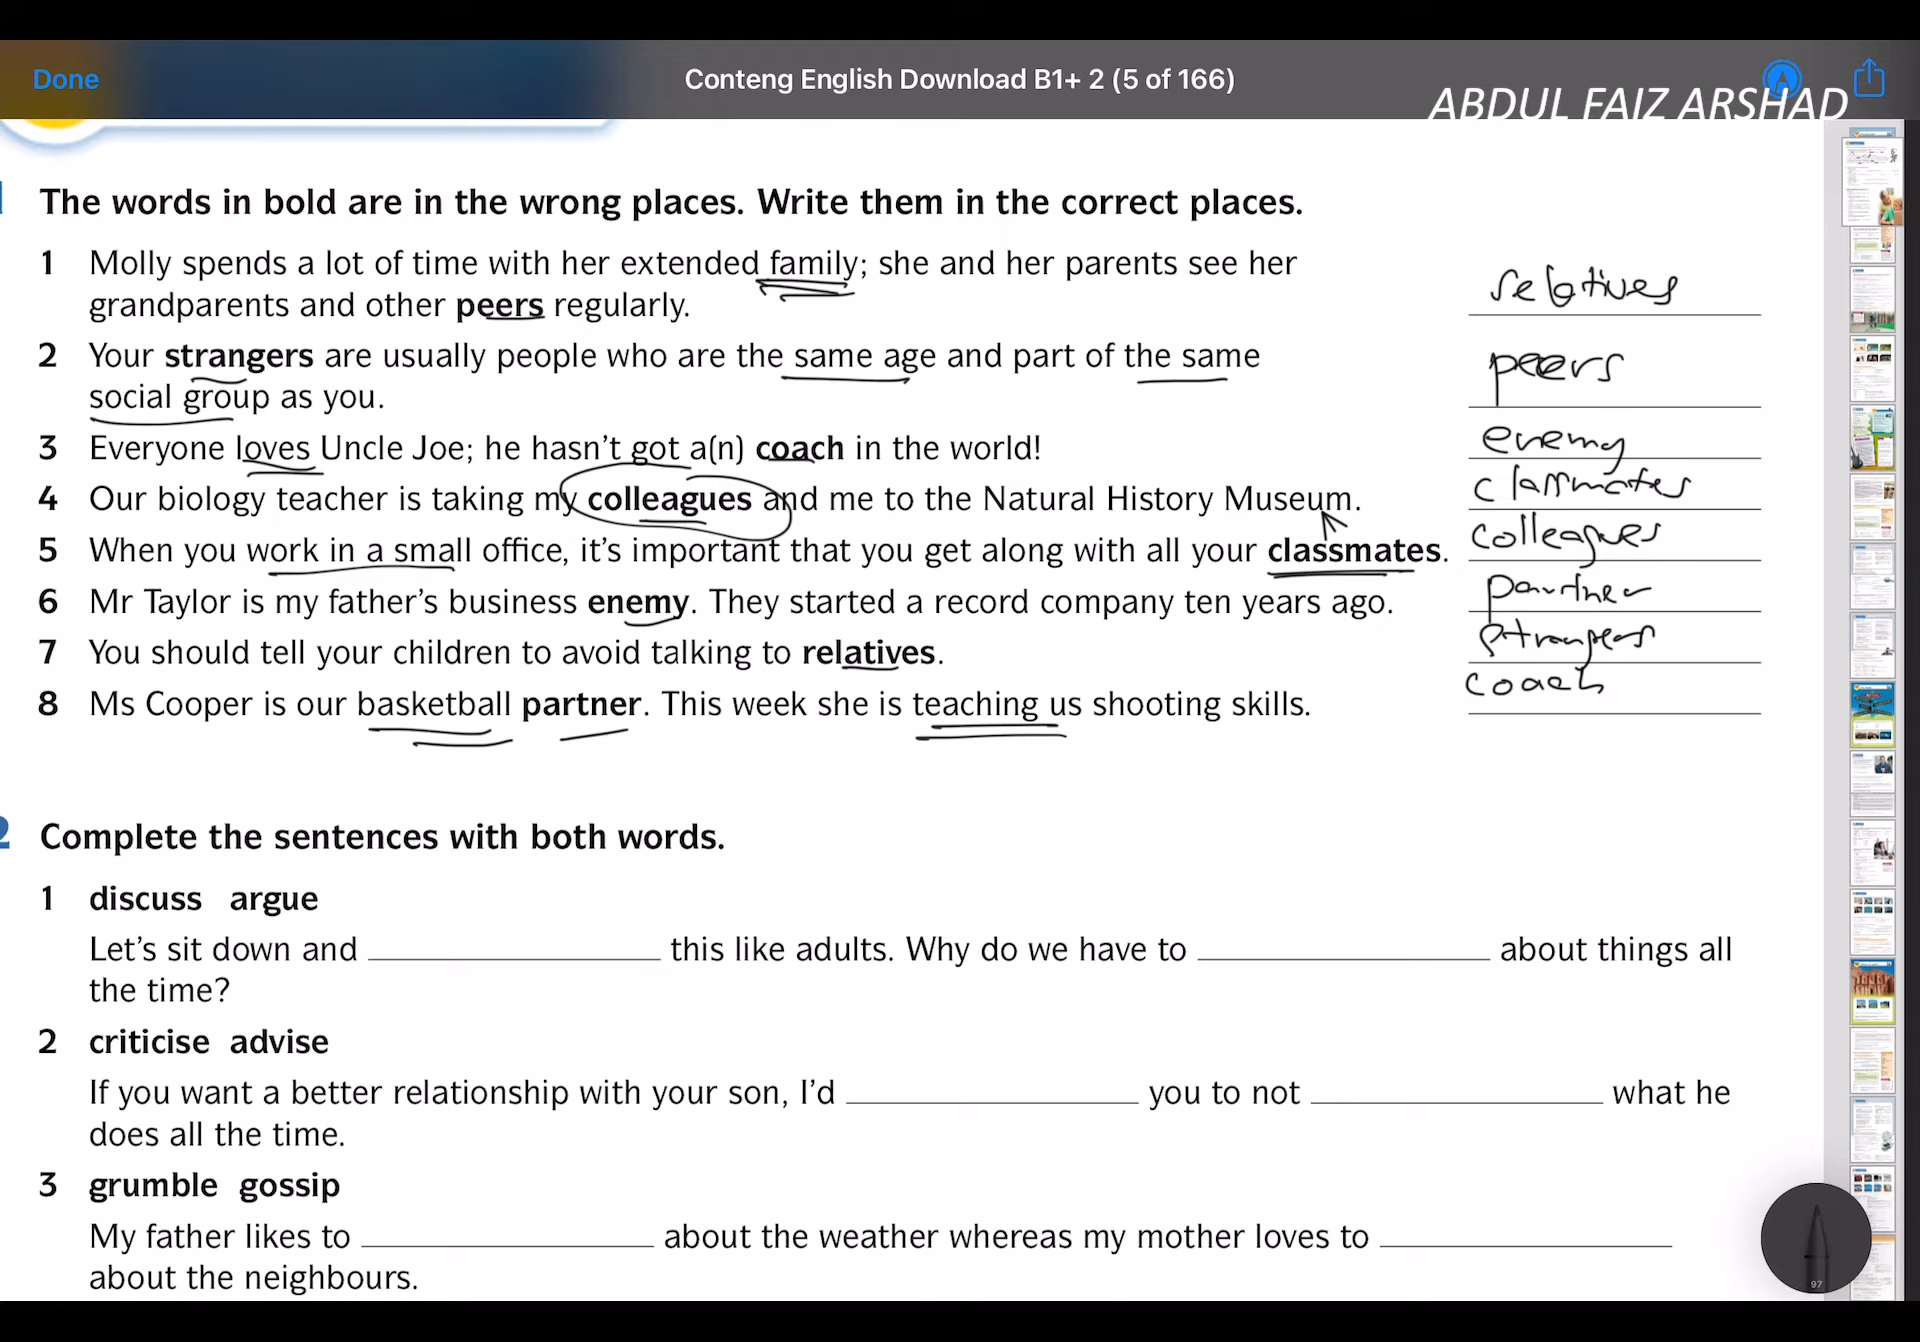 Done
Conteng English Download B1+ 2 (5 of 166)
ABDUL FAIZ ARSHAD
The words in bold are in the wrong places. Write them in the correct places.
1 Molly spends a lot of time with her extended family; she and her parents see her
grandparents and other peers regularly.
relatives
2 Your strangers are usually people who are the same age and part of the same
social group as you.
peers
3 Everyone loves Uncle Joe; he hasn't got a(n) coach in the world!
enemy
4 Our biology teacher is taking my colleagues and me to the Natural History Museum.
classmates
5 When you work in a small office, it's important that you get along with all your classmates.
colleagues
6 Mr Taylor is my father's business enemy. They started a record company ten years ago.
partner
7 You should tell your children to avoid talking to relatives.
strangers
8 Ms Cooper is our basketball partner. This week she is teaching us shooting skills.
coach
2 Complete the sentences with both words.
1 discuss argue
Let's sit down and this like adults. Why do we have to about things all
the time?
2 criticise advise
If you want a better relationship with your son, I'd you to not what he
does all the time.
3 grumble gossip
My father likes to about the weather whereas my mother loves to
about the neighbours.
97